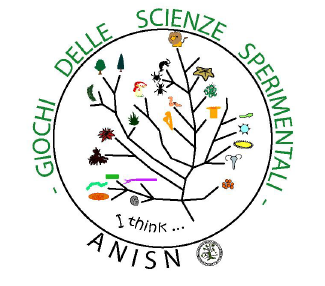 - GIOCHI DELLE SCIENZE SPERIMENTALI -
I think ...
ANISN